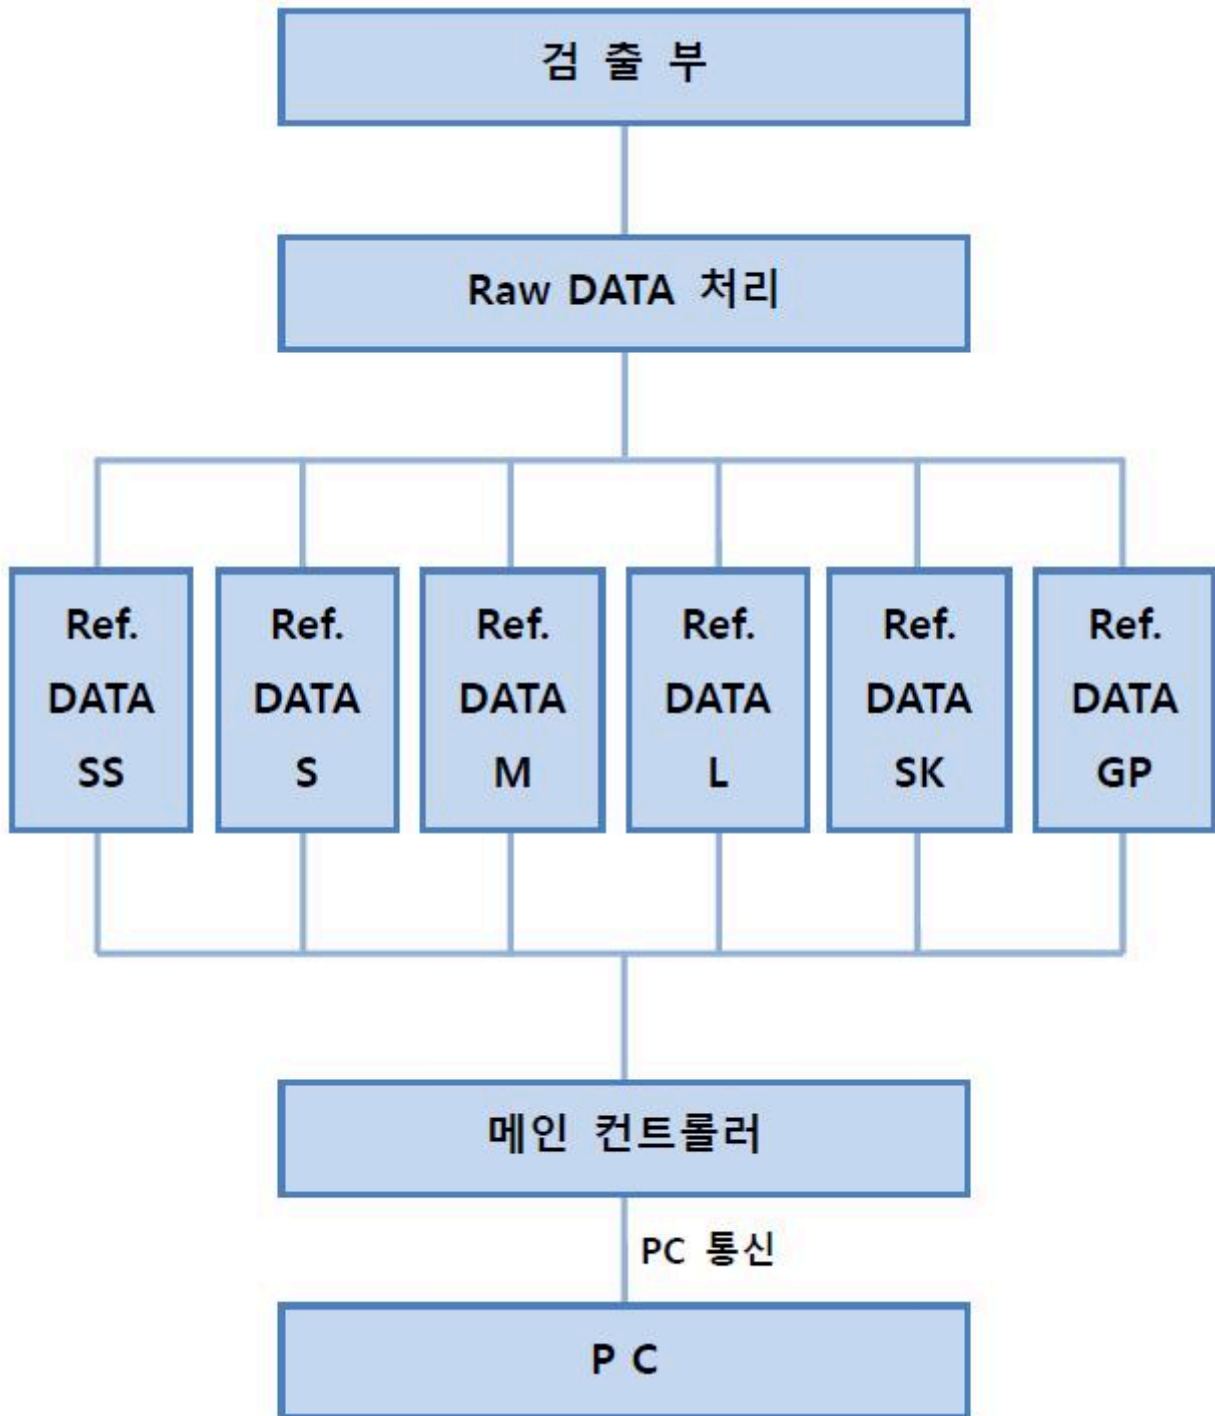 검 출 부
Raw DATA 처리
Ref.
DATA
SS
Ref.
DATA
S
Ref.
DATA
M
Ref.
DATA
L
Ref.
DATA
SK
Ref.
DATA
GP
메인 컨트롤러
PC 통신
P C